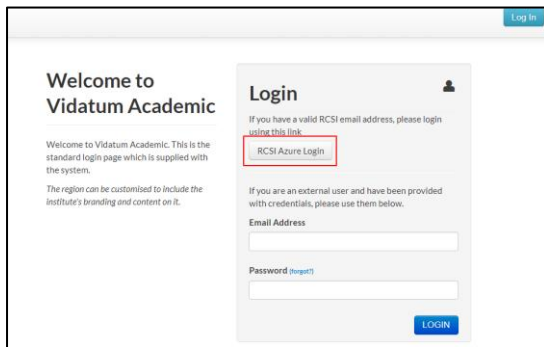 Log In
Welcome to
Vidatum Academic
Welcome to Vidatum Academic. This is the
standard login page which is supplied with
the system.
The region can be customised to include the
institute's branding and content on it.
Login
If you have a valid RCSI email address, please login
using this link
RCSI Azure Login
If you are an external user and have been provided
with credentials, please use them below.
Email Address
Password (forgot?)
LOGIN